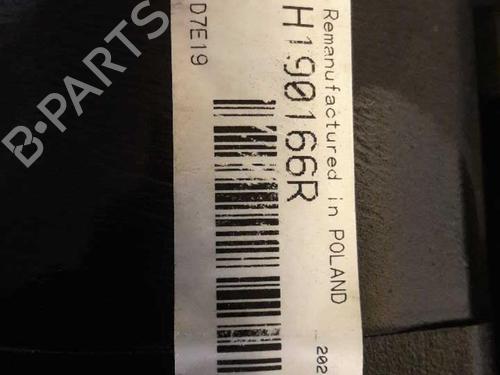 Remanufactured in POLAND
H190166R
D7E19
202
B-PARTS